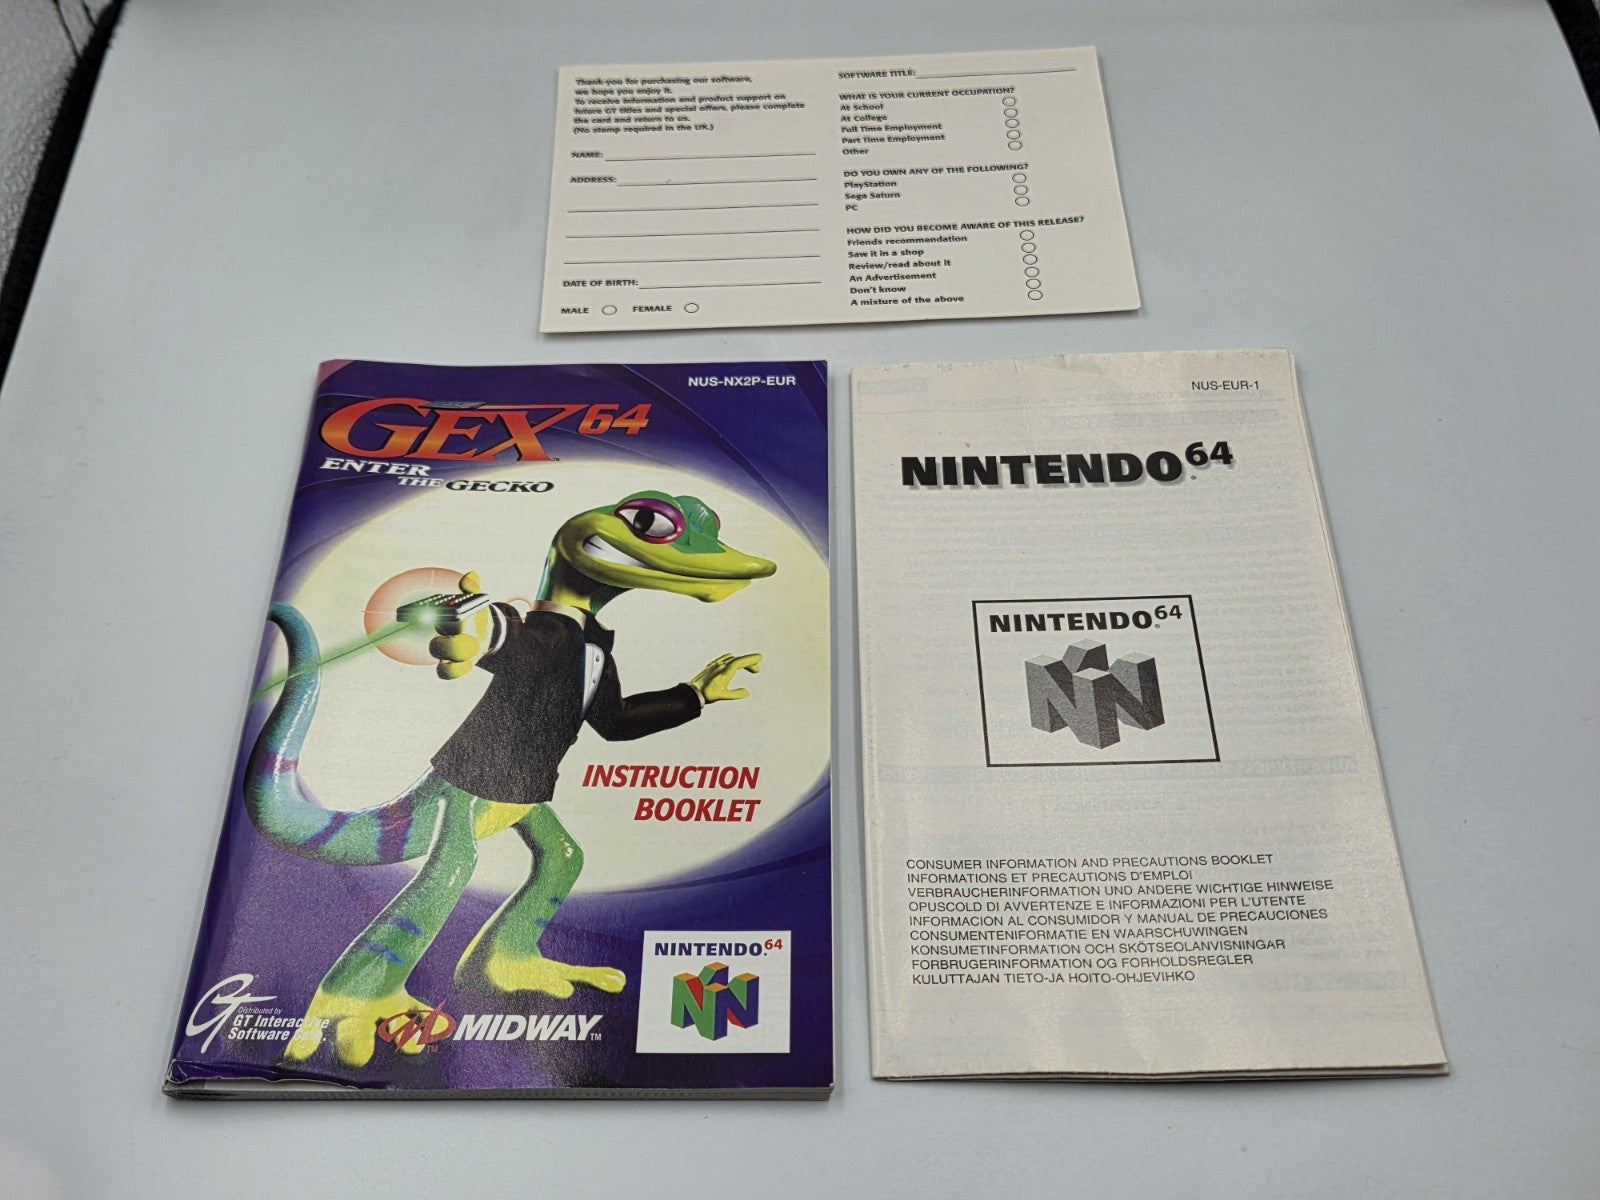 Thank-you for purchasing our software,
we hope you enjoy it.
To receive information and product support on
future GT titles and special offers, please complete
the card and return to us.
(No stamp required in the UK.)
NAME:
ADDRESS:
DATE OF BIRTH:
MALE FEMALE
SOFTWARE TITLE:
WHAT IS YOUR CURRENT OCCUPATION?
At School
At College
Full Time Employment
Part Time Employment
Other
DO YOU OWN ANY OF THE FOLLOWING?
PlayStation
Sega Saturn
PC
HOW DID YOU BECOME AWARE OF THIS RELEASE?
Friends recommendation
Saw it in a shop
Review/read about it
An Advertisement
Don't know
A mixture of the above
NUS-NX2P-EUR
GEX 64
ENTER
THE GECKO
INSTRUCTION
BOOKLET
GT
Distributed by
GT Interactive
Software Corp.
MIDWAY™
NINTENDO64
NUS-EUR-1
NINTENDO64
NINTENDO64
CONSUMER INFORMATION AND PRECAUTIONS BOOKLET
INFORMATIONS ET PRECAUTIONS D'EMPLOI
VERBRAUCHERINFORMATION UND ANDERE WICHTIGE HINWEISE
OPUSCOLD DI AVVERTENZE E INFORMAZIONI PER L'UTENTE
INFORMACION AL CONSUMIDOR Y MANUAL DE PRECAUCIONES
CONSUMENTENIFORMATIE EN WAARSCHUWINGEN
KONSUMETINFORMATION OCH SKÖTSEOLANVISNINGAR
FORBRUGERINFORMATION OG FORHOLDSREGLER
KULUTTAJAN TIETO-JA HOITO-OHJEVIHKO